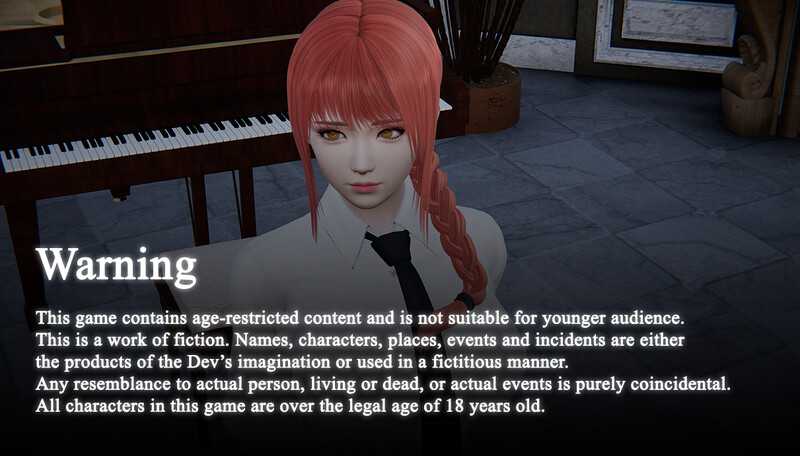 Warning
This game contains age-restricted content and is not suitable for younger audience.
This is a work of fiction. Names, characters, places, events and incidents are either
the products of the Dev's imagination or used in a fictitious manner.
Any resemblance to actual person, living or dead, or actual events is purely coincidental.
All characters in this game are over the legal age of 18 years old.